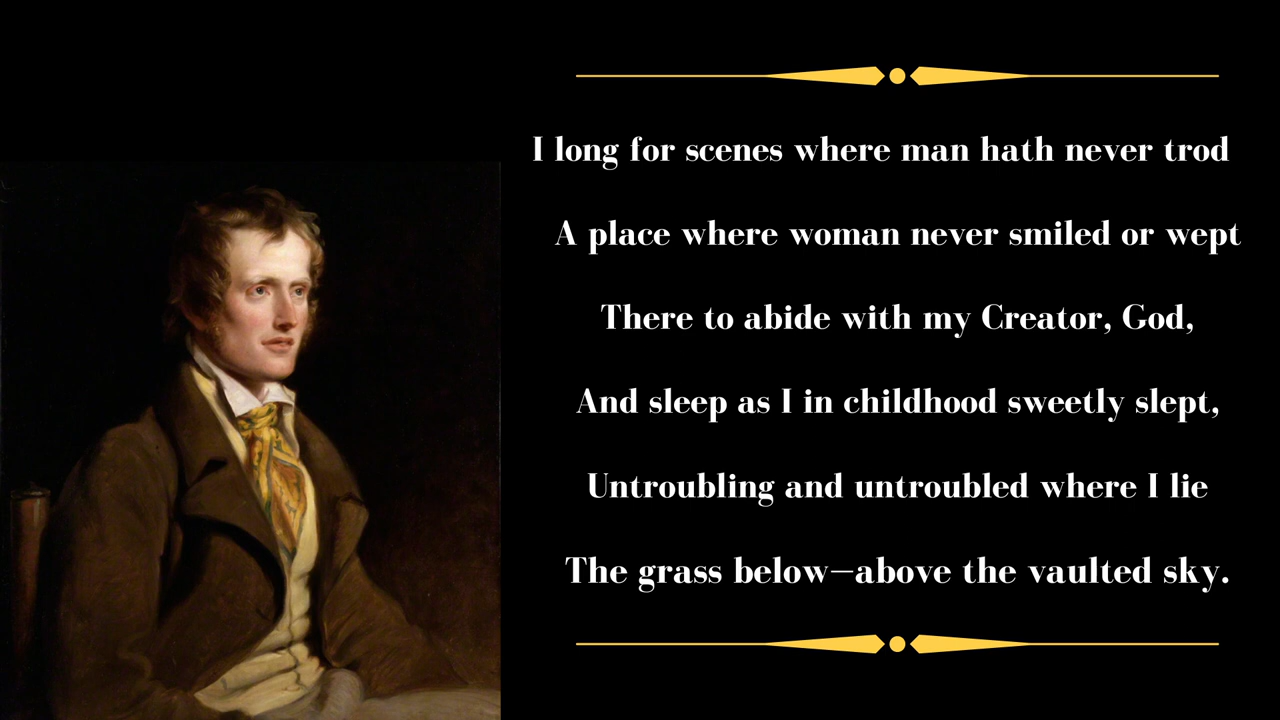 I long for scenes where man hath never trod
A place where woman never smiled or wept
There to abide with my Creator, God,
And sleep as I in childhood sweetly slept,
Untroubling and untroubled where I lie
The grass below—above the vaulted sky.